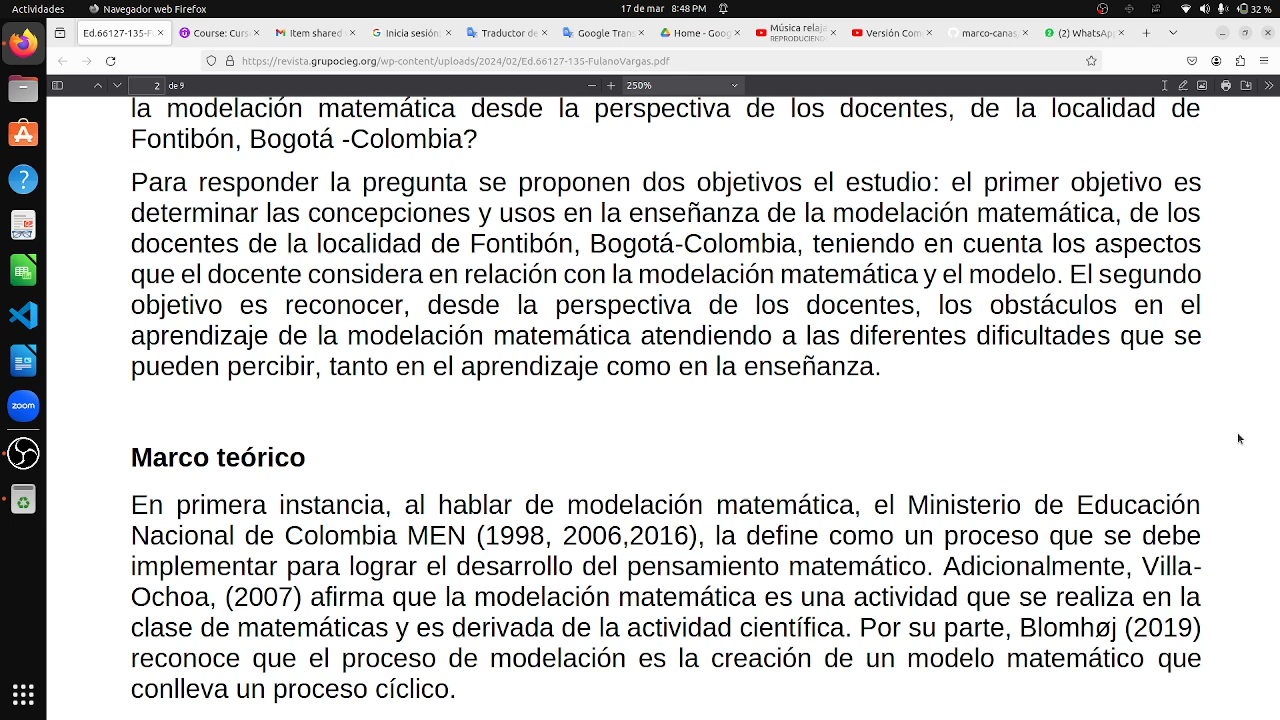 Actividades
Navegador web Firefox
17 de mar 8:48 PM
32 %
Ed.66127-135-F
Course: Curs
Item shared
Inicia sesión:
Traductor de
Google Trans
Home - Goog
Música relaja
REPRODUCIEND
Versión Com
marco-canas
(2) WhatsAp
https://revista.grupocieg.org/wp-content/uploads/2024/02/Ed.66127-135-FulanoVargas.pdf
2 de 9
250%
la modelación matemática desde la perspectiva de los docentes, de la localidad de
Fontibón, Bogotá -Colombia?
Para responder la pregunta se proponen dos objetivos el estudio: el primer objetivo es
determinar las concepciones y usos en la enseñanza de la modelación matemática, de los
docentes de la localidad de Fontibón, Bogotá-Colombia, teniendo en cuenta los aspectos
que el docente considera en relación con la modelación matemática y el modelo. El segundo
objetivo es reconocer, desde la perspectiva de los docentes, los obstáculos en el
aprendizaje de la modelación matemática atendiendo a las diferentes dificultades que se
pueden percibir, tanto en el aprendizaje como en la enseñanza.
Marco teórico
En primera instancia, al hablar de modelación matemática, el Ministerio de Educación
Nacional de Colombia MEN (1998, 2006,2016), la define como un proceso que se debe
implementar para lograr el desarrollo del pensamiento matemático. Adicionalmente, Villa-
Ochoa, (2007) afirma que la modelación matemática es una actividad que se realiza en la
clase de matemáticas y es derivada de la actividad científica. Por su parte, Blomhøj (2019)
reconoce que el proceso de modelación es la creación de un modelo matemático que
conlleva un proceso cíclico.
zoom